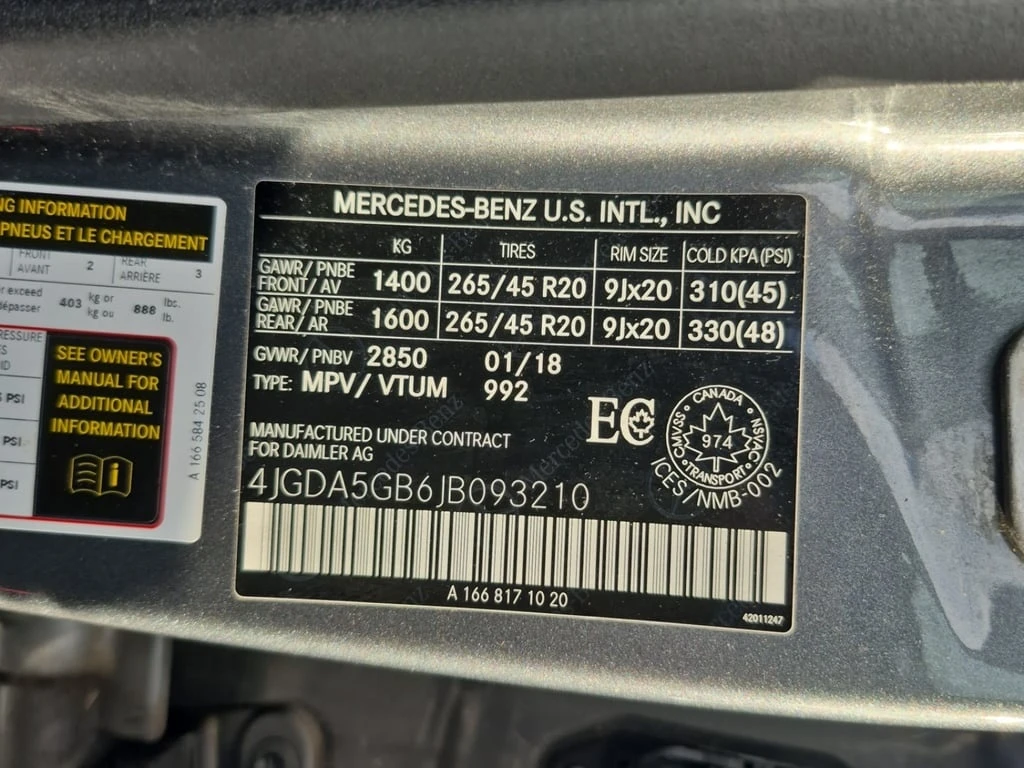 NG INFORMATION
PNEUS ET LE CHARGEMENT
FRONT
AVANT
2
REAR
ARRIÈRE
3
r exceed
dépasser
403
kg or
kg ou
888
lbs.
lb.
RESSURE
PSI
PSI
PSI
SEE OWNER'S
MANUAL FOR
ADDITIONAL
INFORMATION
A 166 584 25 08
MERCEDES-BENZ U.S. INTL., INC
KG TIRES RIM SIZE COLD KPA (PSI)
GAWR/PNBE
FRONT/AV 1400 265/45 R20 9Jx20 310(45)
GAWR/PNBE
REAR/AR 1600 265/45 R20 9Jx20 330(48)
GVWR/PNBV 2850 01/18
TYPE: MPV/VTUM 992
MANUFACTURED UNDER CONTRACT
FOR DAIMLER AG
EC
CANADA
NSVAC
974
CMVSS
TRANSPORT
ICES/NMB-002
4JGDA5GB6JB093210
A 166 817 10 20
42011247